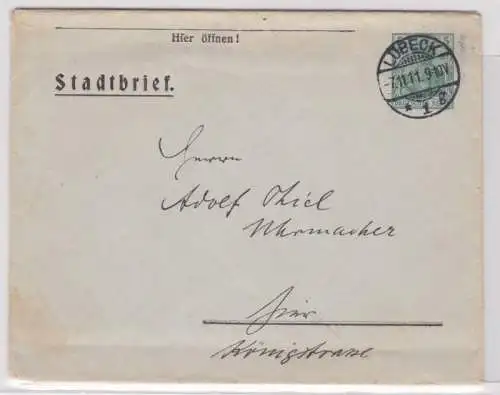 Hier öffnen!
LÜBECK
-7.11.11.9-10V.
* 1 g
Stadtbrief.
Herrn
Adolf Thiel
Uhrmacher
hier
Königstrasse